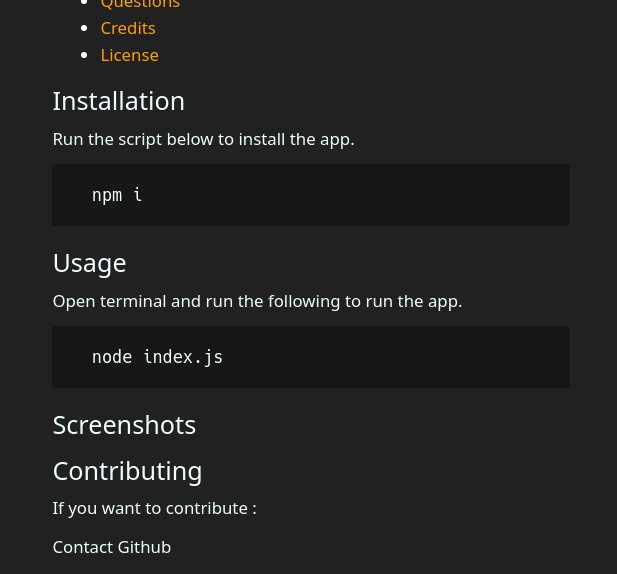 Questions
Credits
License
Installation
Run the script below to install the app.
npm i
Usage
Open terminal and run the following to run the app.
node index.js
Screenshots
Contributing
If you want to contribute :
Contact Github